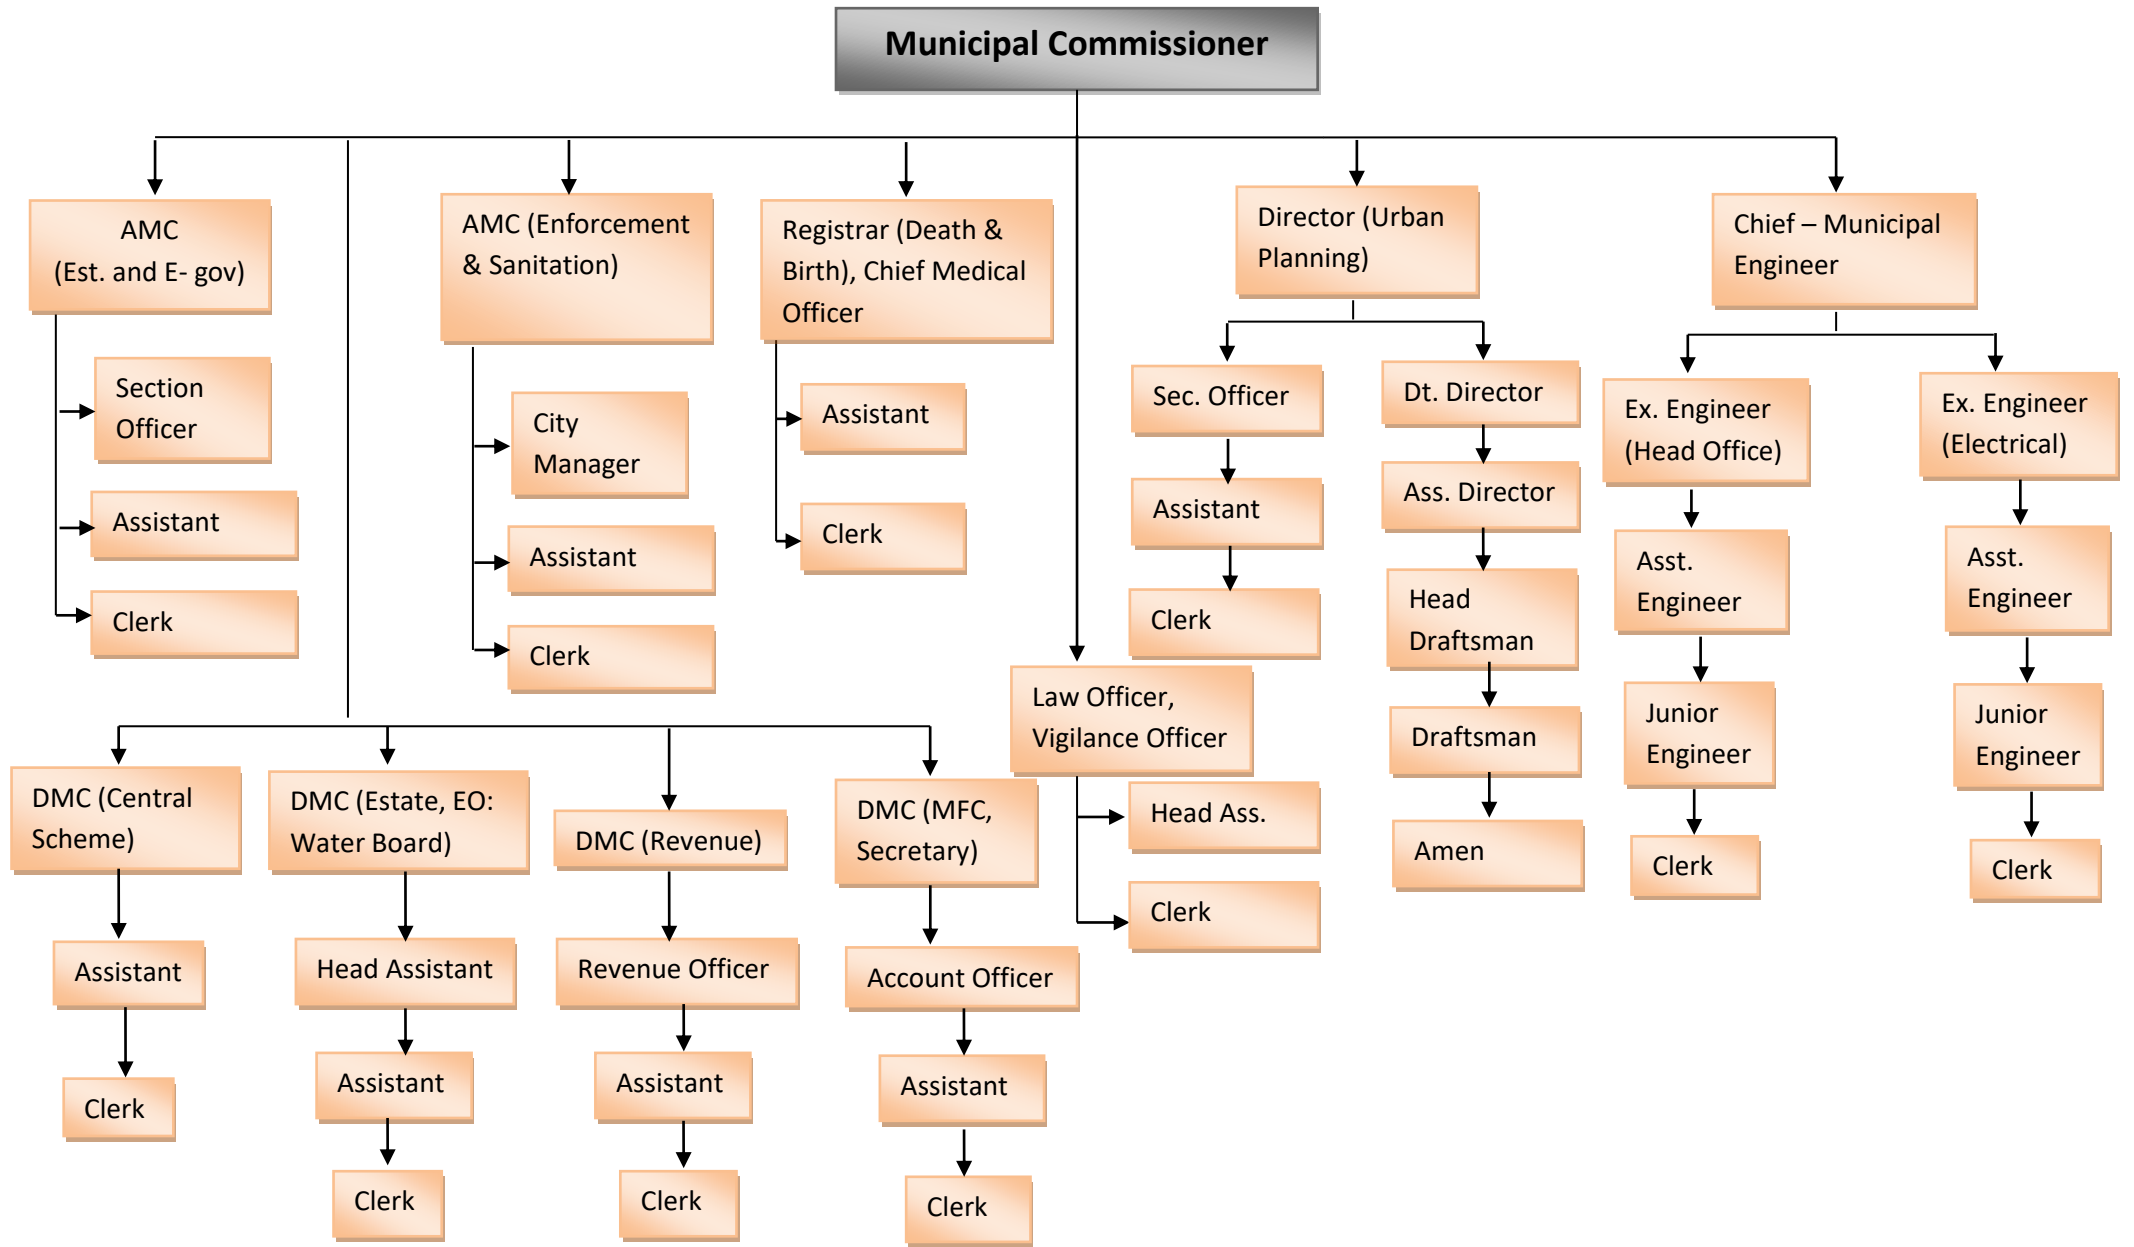 Municipal Commissioner
AMC
(Est. and E- gov)
Section
Officer
Assistant
Clerk
AMC (Enforcement
& Sanitation)
City
Manager
Assistant
Clerk
Registrar (Death &
Birth), Chief Medical
Officer
Assistant
Clerk
Director (Urban
Planning)
Sec. Officer
Assistant
Clerk
Dt. Director
Ass. Director
Head
Draftsman
Draftsman
Amen
Chief – Municipal
Engineer
Ex. Engineer
(Head Office)
Asst.
Engineer
Junior
Engineer
Clerk
Ex. Engineer
(Electrical)
Asst.
Engineer
Junior
Engineer
Clerk
Law Officer,
Vigilance Officer
Head Ass.
Clerk
DMC (Central
Scheme)
Assistant
Clerk
DMC (Estate, EO:
Water Board)
Head Assistant
Assistant
Clerk
DMC (Revenue)
Revenue Officer
Assistant
Clerk
DMC (MFC,
Secretary)
Account Officer
Assistant
Clerk